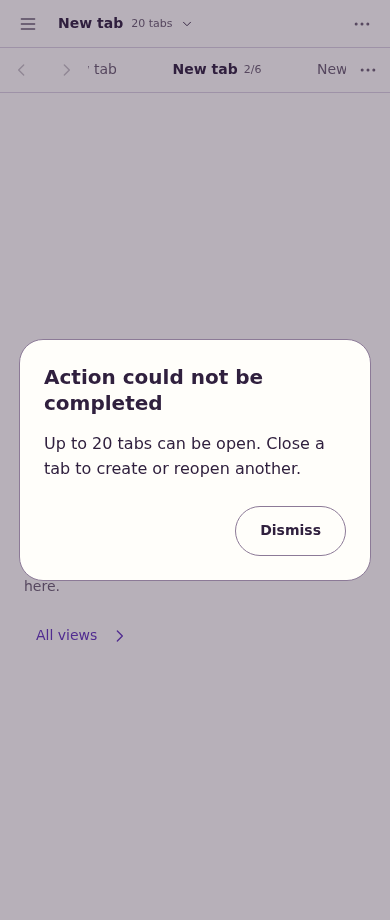 New tab 20 tabs
tab New tab 2/6 New
Action could not be
completed
Up to 20 tabs can be open. Close a
tab to create or reopen another.
Dismiss
here.
All views